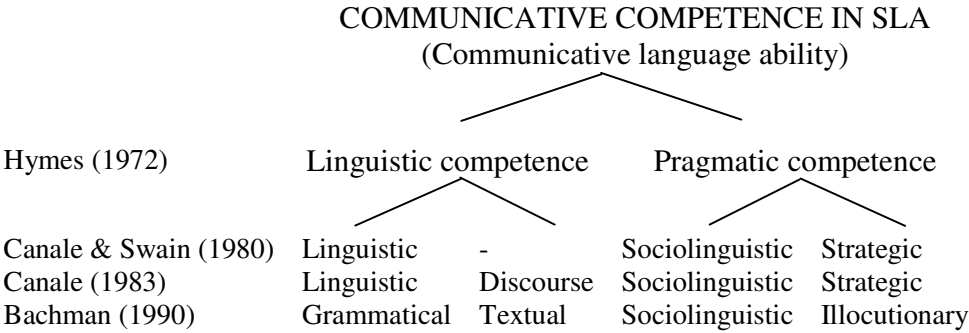 COMMUNICATIVE COMPETENCE IN SLA
(Communicative language ability)
Hymes (1972) Linguistic competence Pragmatic competence
Canale & Swain (1980) Linguistic - Sociolinguistic Strategic
Canale (1983) Linguistic Discourse Sociolinguistic Strategic
Bachman (1990) Grammatical Textual Sociolinguistic Illocutionary